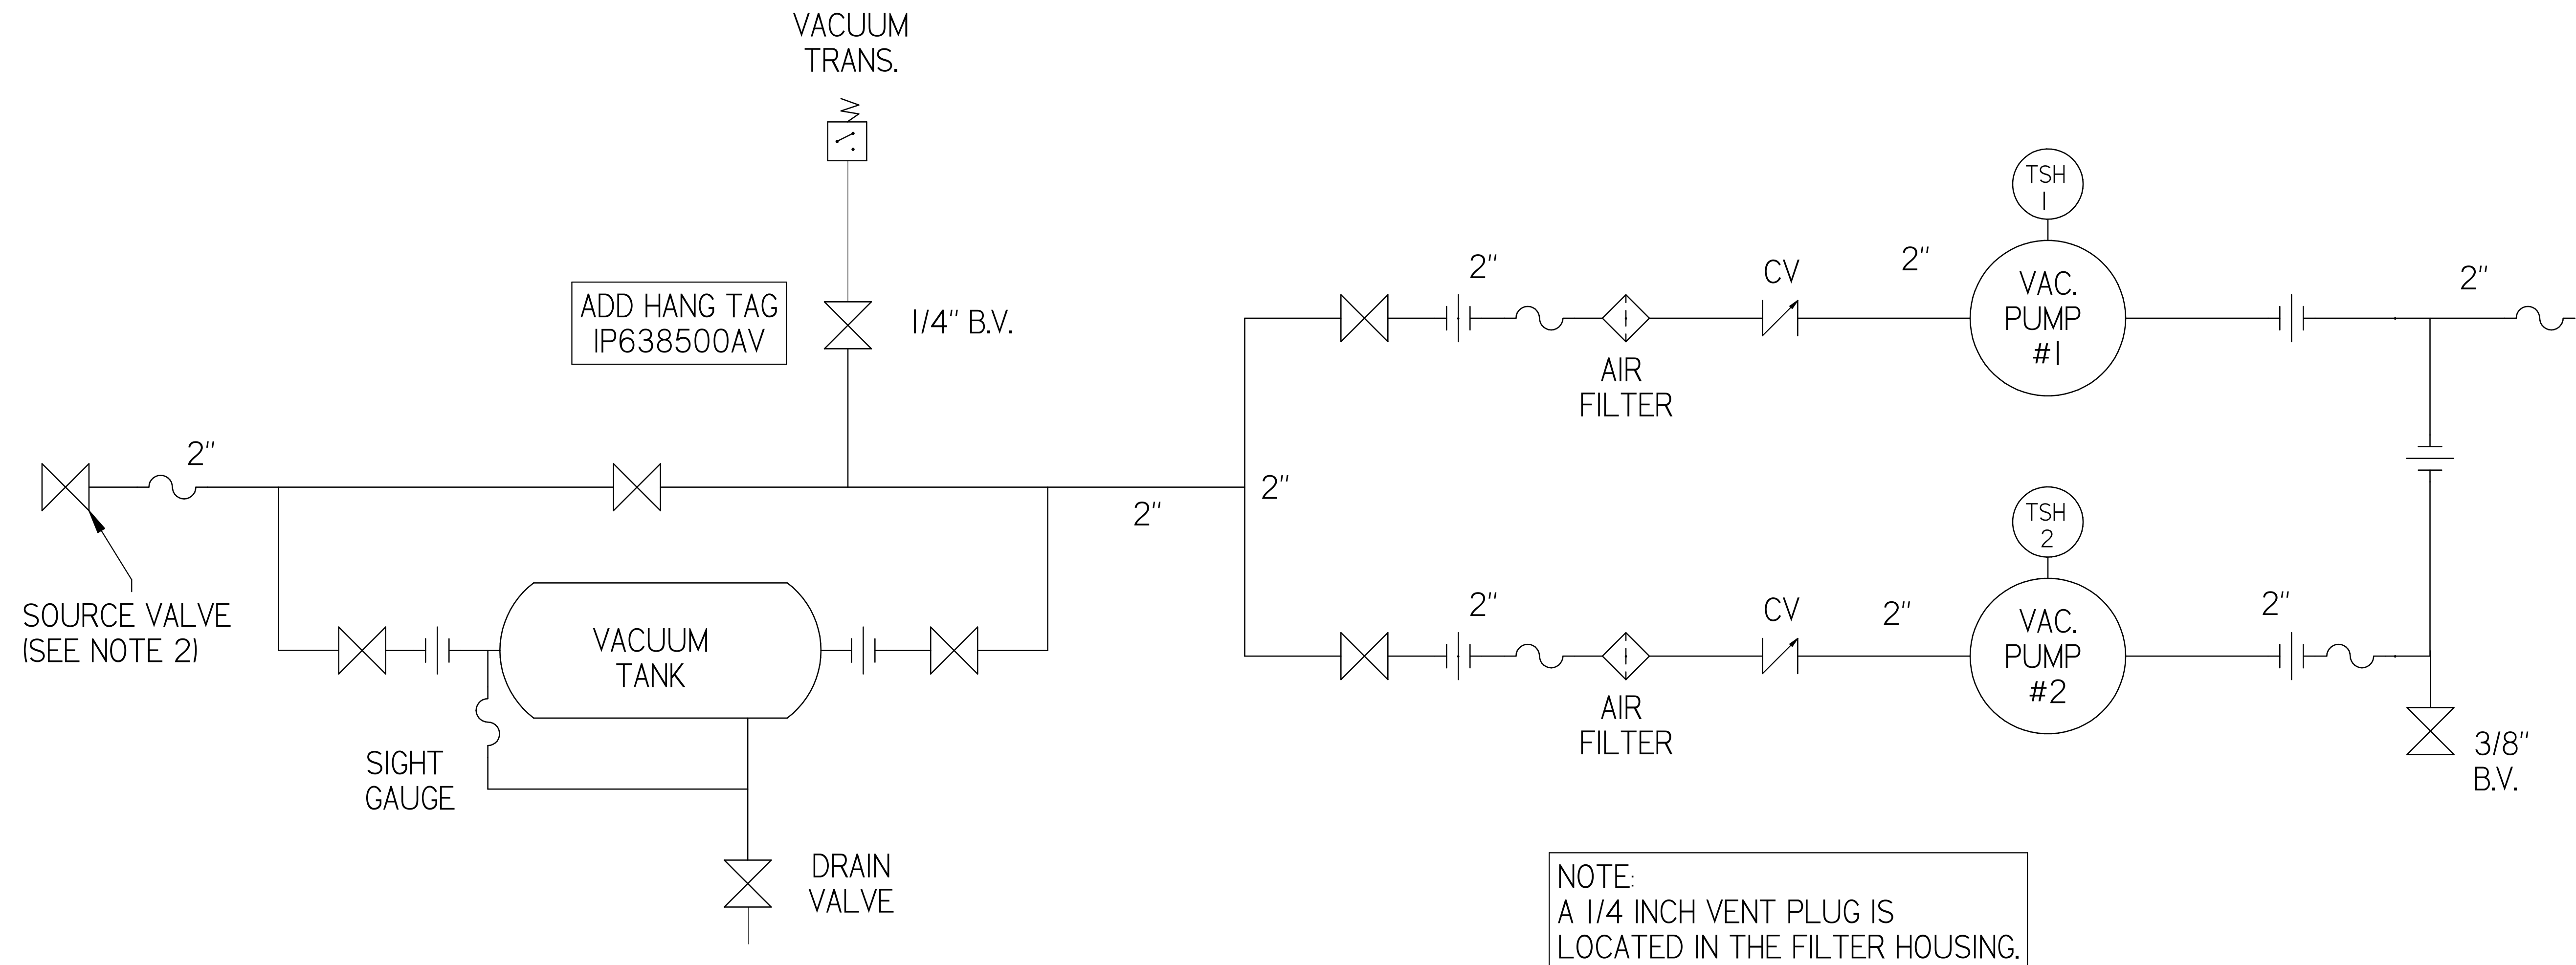 VACUUM
TRANS.
ADD HANG TAG
IP638500AV
1/4" B.V.
2"
SOURCE VALVE
(SEE NOTE 2)
VACUUM
TANK
SIGHT
GAUGE
DRAIN
VALVE
2"
2"
2"
AIR
FILTER
CV
2"
TSH
1
VAC.
PUMP
#1
2"
2"
AIR
FILTER
CV
2"
TSH
2
VAC.
PUMP
#2
2"
3/8"
B.V.
NOTE:
A 1/4 INCH VENT PLUG IS
LOCATED IN THE FILTER HOUSING.